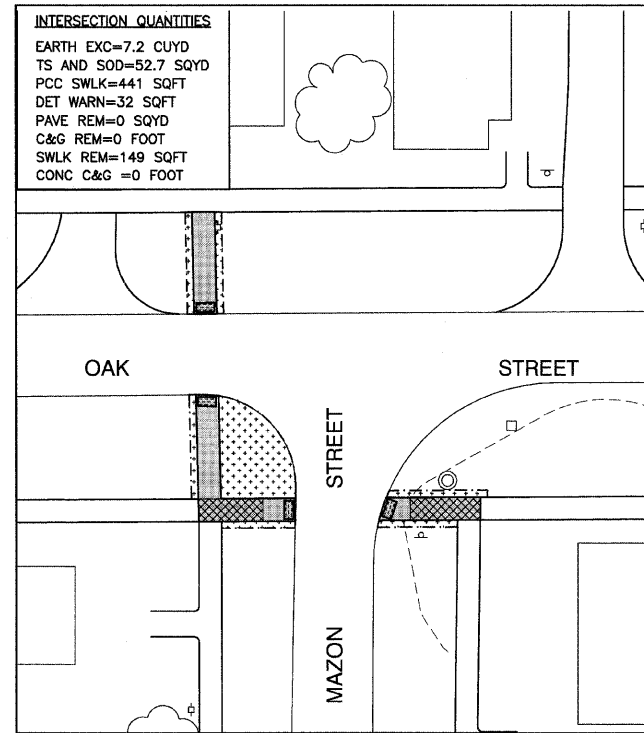 INTERSECTION QUANTITIES
EARTH EXC=7.2 CUYD
TS AND SOD=52.7 SQYD
PCC SWLK=441 SQFT
DET WARN=32 SQFT
PAVE REM=0 SQYD
C&G REM=0 FOOT
SWLK REM=149 SQFT
CONC C&G =0 FOOT
OAK STREET
STREET
MAZON